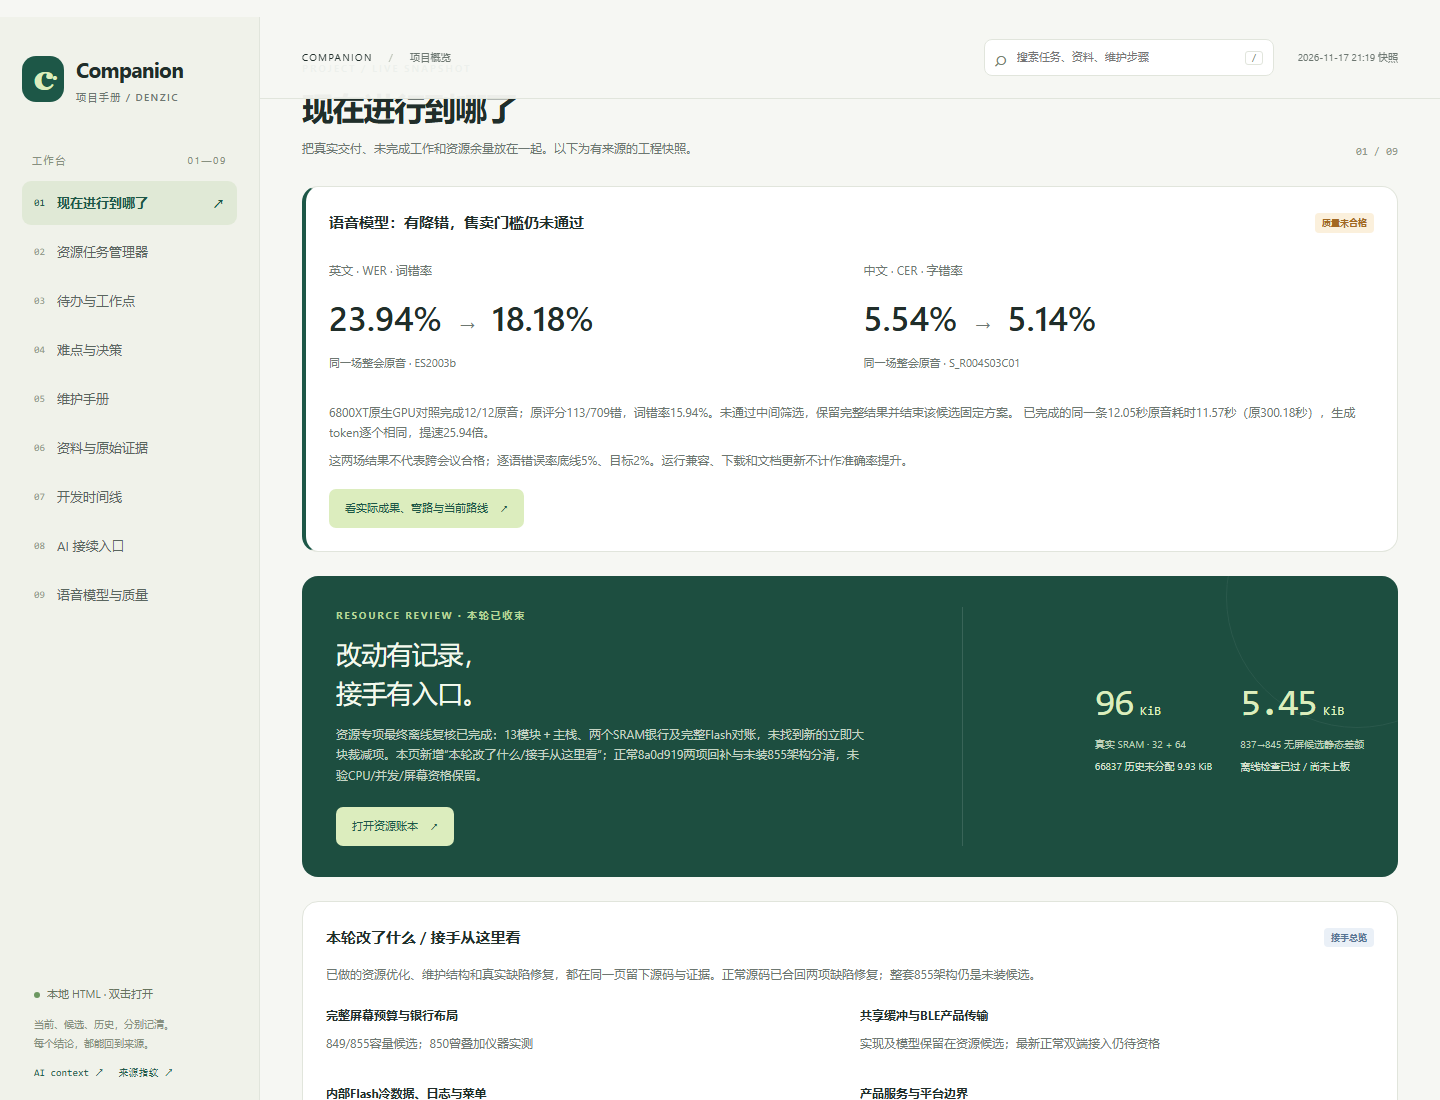 Companion
项目手册 / DENZIC
工作台 01—09
01 现在进行到哪了 ↗
02 资源任务管理器
03 待办与工作点
04 难点与决策
05 维护手册
06 资料与原始证据
07 开发时间线
08 AI 接续入口
09 语音模型与质量
本地 HTML · 双击打开
当前、候选、历史，分别记清。
每个结论，都能回到来源。
AI context ↗ 来源指纹 ↗
COMPANION / 项目概览
搜索任务、资料、维护步骤 /
2026-11-17 21:19 快照
PROJECT / LIVE SNAPSHOT
现在进行到哪了
把真实交付、未完成工作和资源余量放在一起。以下为有来源的工程快照。
01 / 09
语音模型：有降错，售卖门槛仍未通过
质量未合格
英文 · WER · 词错率
23.94% → 18.18%
同一场整会原音 · ES2003b
中文 · CER · 字错率
5.54% → 5.14%
同一场整会原音 · S_R004S03C01
6800XT原生GPU对照完成12/12原音；原评分113/709错，词错率15.94%。未通过中间筛选，保留完整结果并结束该候选固定方案。 已完成的同一条12.05秒原音耗时11.57秒（原300.18秒），生成
token逐个相同，提速25.94倍。
这两场结果不代表跨会议合格；逐语错误率底线5%、目标2%。运行兼容、下载和文档更新不计作准确率提升。
看实际成果、弯路与当前路线 ↗
RESOURCE REVIEW · 本轮已收束
改动有记录，
接手有入口。
资源专项最终离线复核已完成：13模块 + 主栈、两个SRAM银行及完整Flash对账，未找到新的立即大
块裁减项。本页新增“本轮改了什么/接手从这里看”；正常8a0d919两项回补与未装855架构分清，未
验CPU/并发/屏幕资格保留。
打开资源账本 ↗
96 KiB
真实 SRAM · 32 + 64
66837 历史未分配 9.93 KiB
5.45 KiB
837→845 无屏候选静态差额
离线检查已过 / 尚未上板
本轮改了什么 / 接手从这里看
接手总览
已做的资源优化、维护结构和真实缺陷修复，都在同一页留下源码与证据。正常源码已合回两项缺陷修复；整套855架构仍是未装候选。
完整屏幕预算与银行布局
849/855容量候选；850曾叠加仪器实测
共享缓冲与BLE产品传输
实现及模型保留在资源候选；最新正常双端接入仍待资格
内部Flash冷数据、日志与菜单
产品服务与平台边界